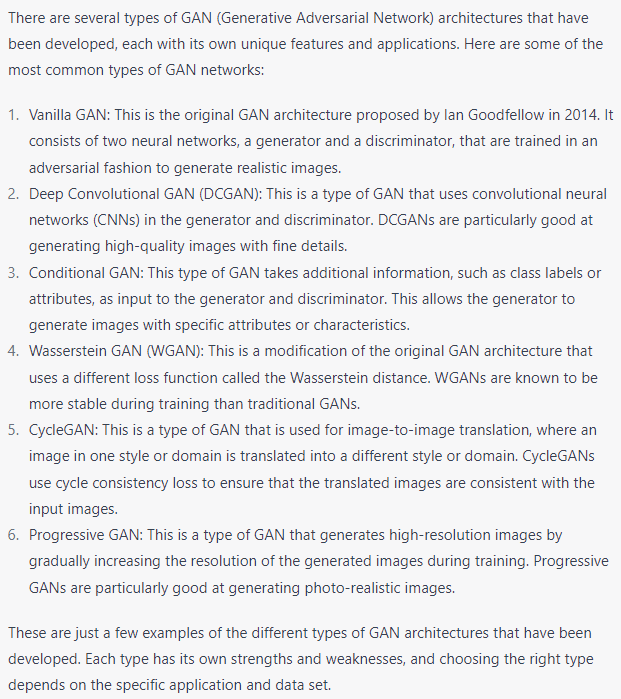 There are several types of GAN (Generative Adversarial Network) architectures that have
been developed, each with its own unique features and applications. Here are some of the
most common types of GAN networks:
1. Vanilla GAN: This is the original GAN architecture proposed by Ian Goodfellow in 2014. It
consists of two neural networks, a generator and a discriminator, that are trained in an
adversarial fashion to generate realistic images.
2. Deep Convolutional GAN (DCGAN): This is a type of GAN that uses convolutional neural
networks (CNNs) in the generator and discriminator. DCGANs are particularly good at
generating high-quality images with fine details.
3. Conditional GAN: This type of GAN takes additional information, such as class labels or
attributes, as input to the generator and discriminator. This allows the generator to
generate images with specific attributes or characteristics.
4. Wasserstein GAN (WGAN): This is a modification of the original GAN architecture that
uses a different loss function called the Wasserstein distance. WGANs are known to be
more stable during training than traditional GANs.
5. CycleGAN: This is a type of GAN that is used for image-to-image translation, where an
image in one style or domain is translated into a different style or domain. CycleGANs
use cycle consistency loss to ensure that the translated images are consistent with the
input images.
6. Progressive GAN: This is a type of GAN that generates high-resolution images by
gradually increasing the resolution of the generated images during training. Progressive
GANs are particularly good at generating photo-realistic images.
These are just a few examples of the different types of GAN architectures that have been
developed. Each type has its own strengths and weaknesses, and choosing the right type
depends on the specific application and data set.